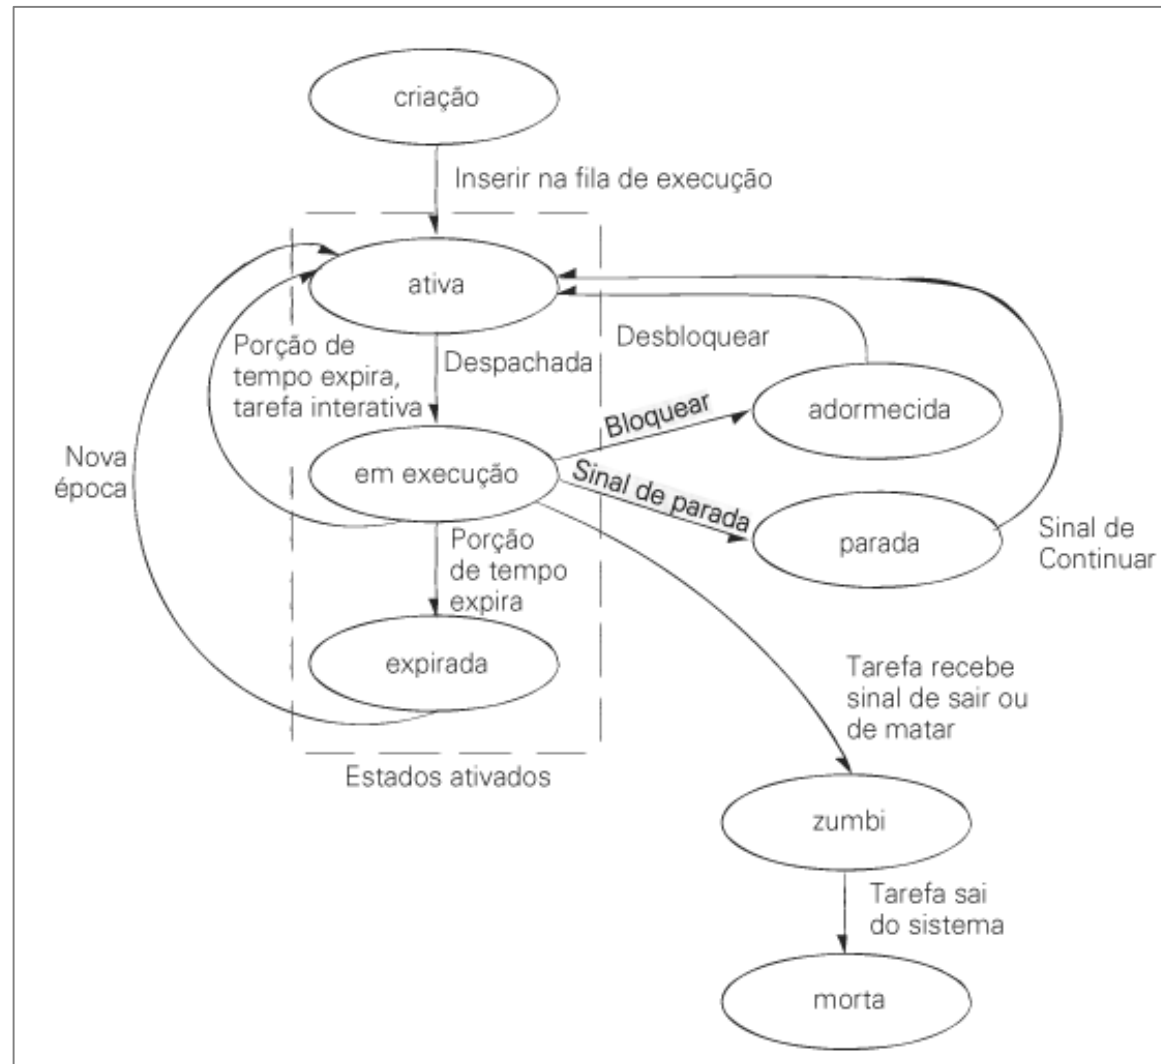 criação
Inserir na fila de execução
ativa
Porção de
tempo expira,
tarefa interativa
Despachada
Desbloquear
Bloquear
adormecida
Nova
época
em execução
Sinal de parada
parada
Sinal de
Continuar
Porção
de tempo
expira
expirada
Tarefa recebe
sinal de sair ou
de matar
Estados ativados
zumbi
Tarefa sai
do sistema
morta